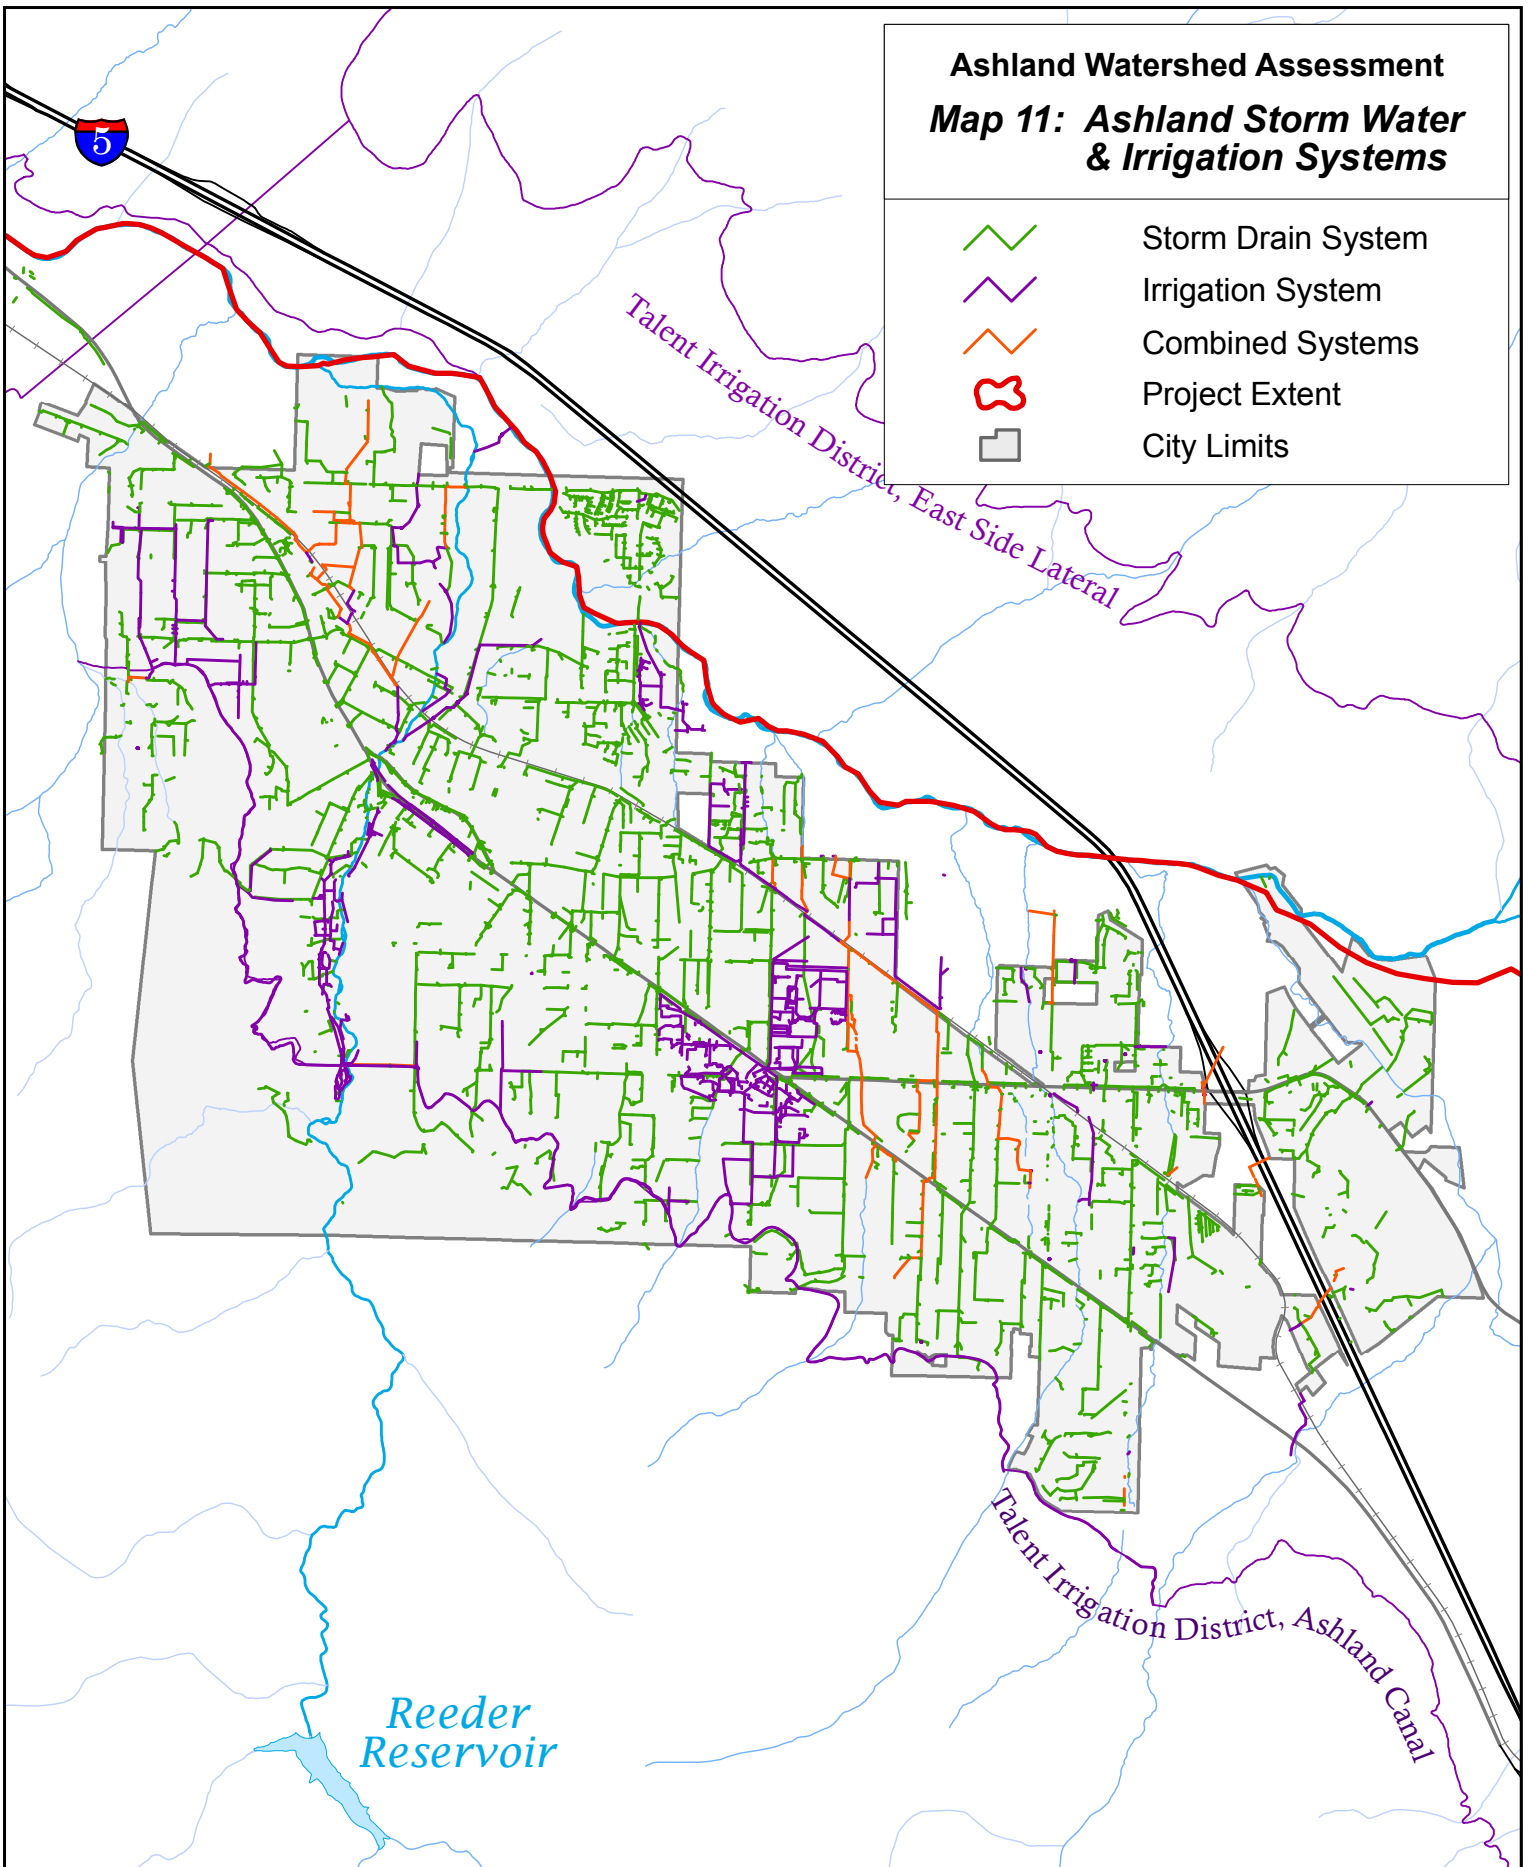 Ashland Watershed Assessment
Map 11: Ashland Storm Water
& Irrigation Systems
Storm Drain System
Irrigation System
Combined Systems
Project Extent
City Limits
5
Talent Irrigation District, East Side Lateral
Talent Irrigation District, Ashland Canal
Reeder
Reservoir